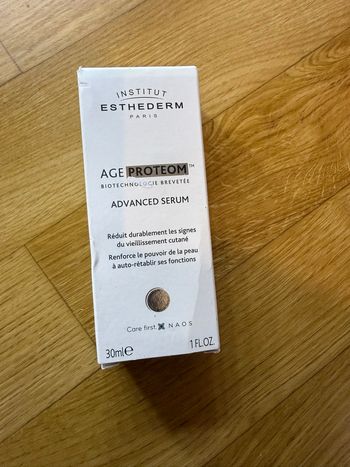 INSTITUT
ESTHEDERM
PARIS
AGE PROTEOM™
BIOTECHNOLOGIE BREVETÉE
ADVANCED SERUM
Réduit durablement les signes
du vieillissement cutané
Renforce le pouvoir de la peau
à auto-rétablir ses fonctions
Care first. NAOS
30ml℮ 1 FL.OZ.